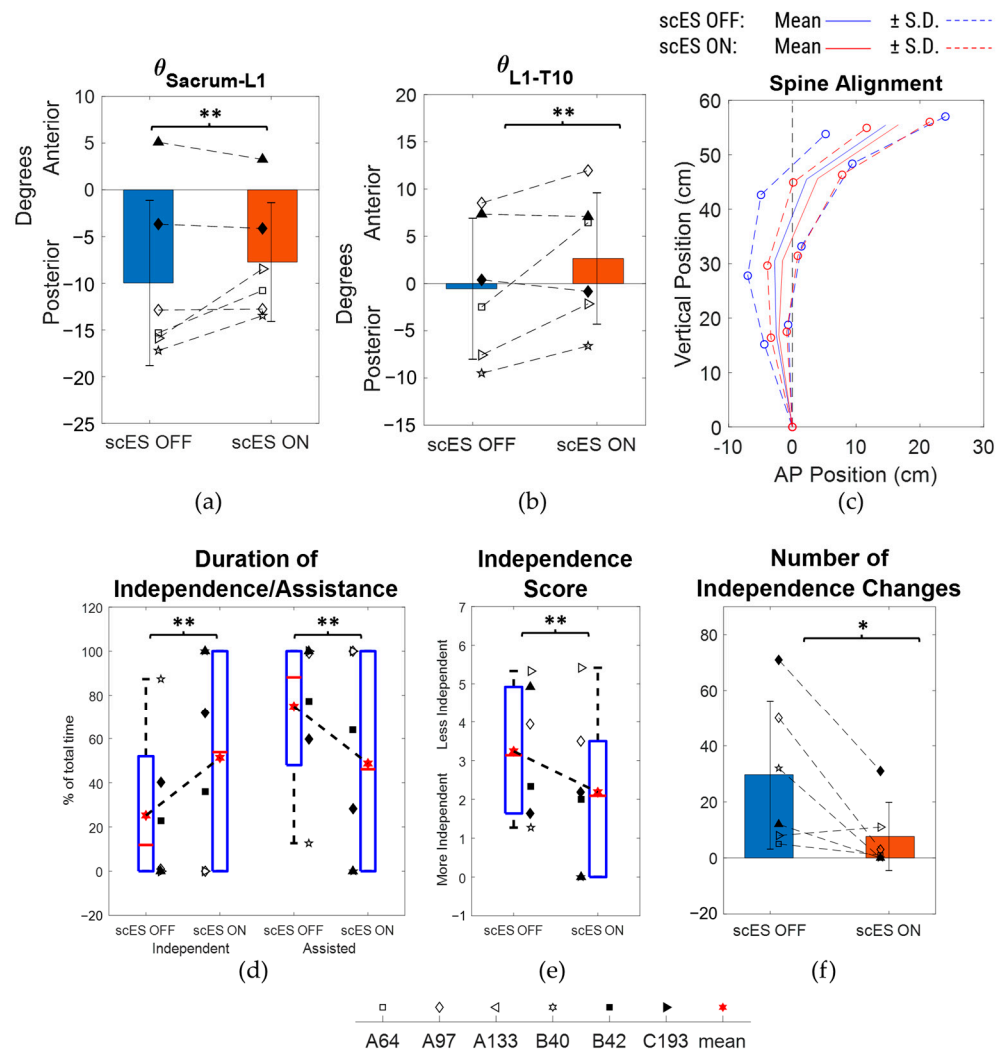 scES OFF: Mean ± S.D.
scES ON: Mean ± S.D.
θ Sacrum-L1
θ L1-T10
Spine Alignment
**
**
Degrees
Posterior Anterior
10
5
0
−5
−10
−15
−20
−25
scES OFF scES ON
Degrees
Posterior Anterior
20
15
10
5
0
−5
−10
−15
scES OFF scES ON
Vertical Position (cm)
60
50
40
30
20
10
0
-10 0 10 20 30
AP Position (cm)
(a) (b) (c)
Duration of
Independence/Assistance
% of total time
120
100
80
60
40
20
0
−20
** **
scES OFF scES ON scES OFF scES ON
Independent Assisted
Independence
Score
More Independent Less Independent
7
6
5
4
3
2
1
0
−1
**
scES OFF scES ON
Number of
Independence Changes
80
60
40
20
0
−20
*
scES OFF scES ON
(d) (e) (f)
A64 A97 A133 B40 B42 C193 mean